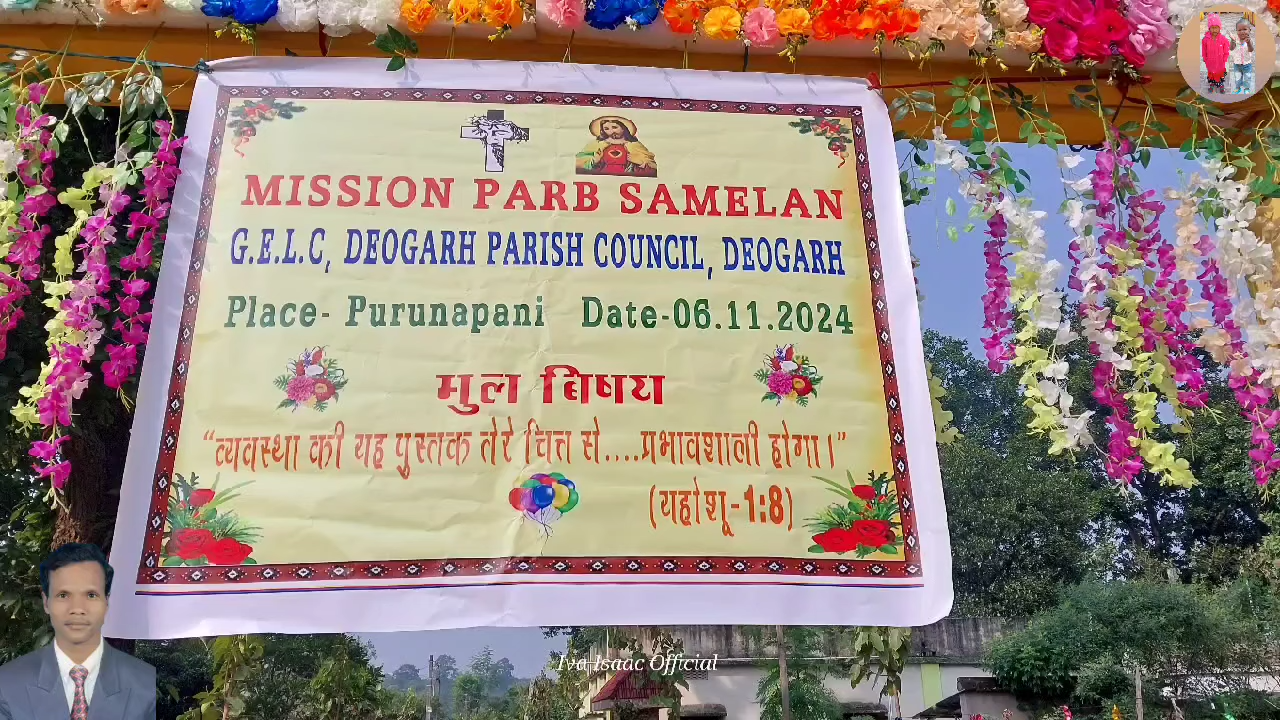 MISSION PARB SAMELAN
G.E.L.C, DEOGARH PARISH COUNCIL, DEOGARH
Place- Purunapani Date-06.11.2024
मुल बिषय
“व्यवस्था की यह पुस्तक तेरे चित्त से....प्रभावशाली होगा।”
(यहोशू-1:8)
Iva Isaac Official